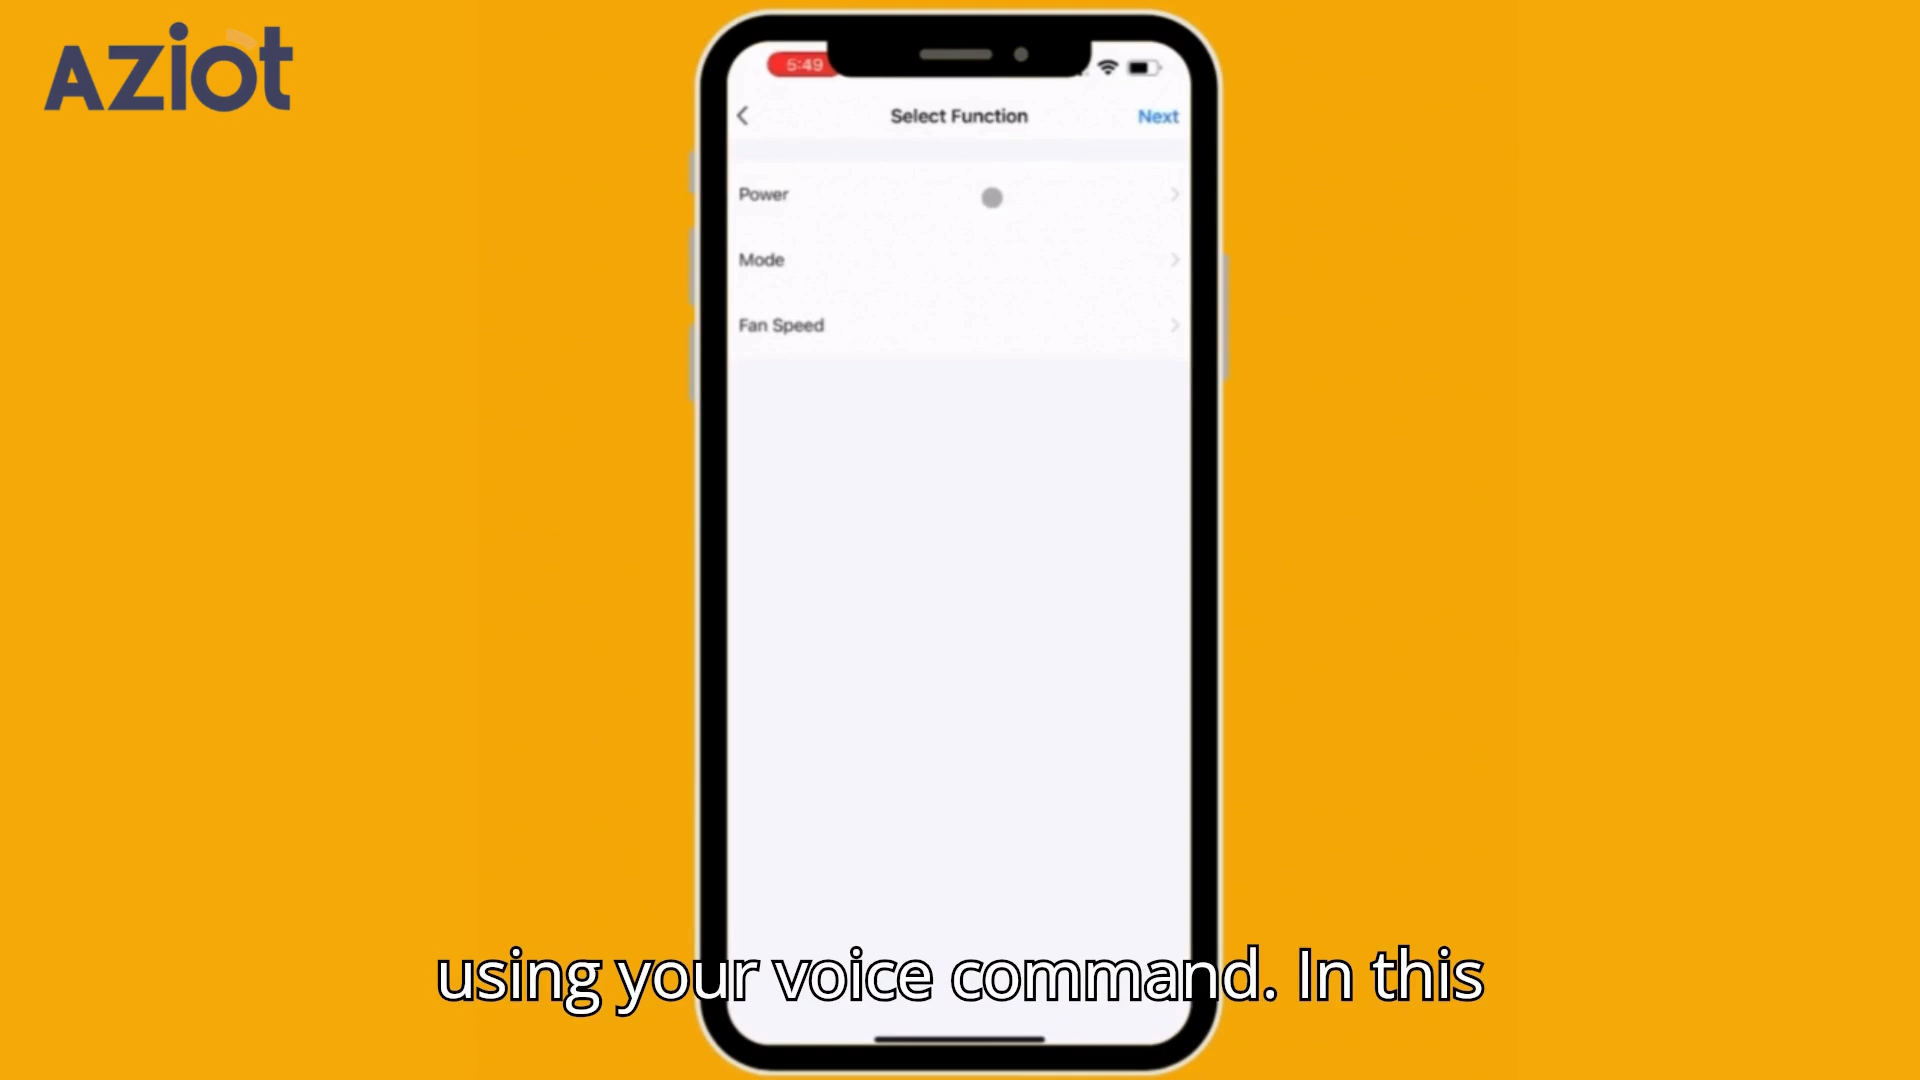 Aziot
5:49
Select Function
Next
Power
Mode
Fan Speed
using your voice command. In this